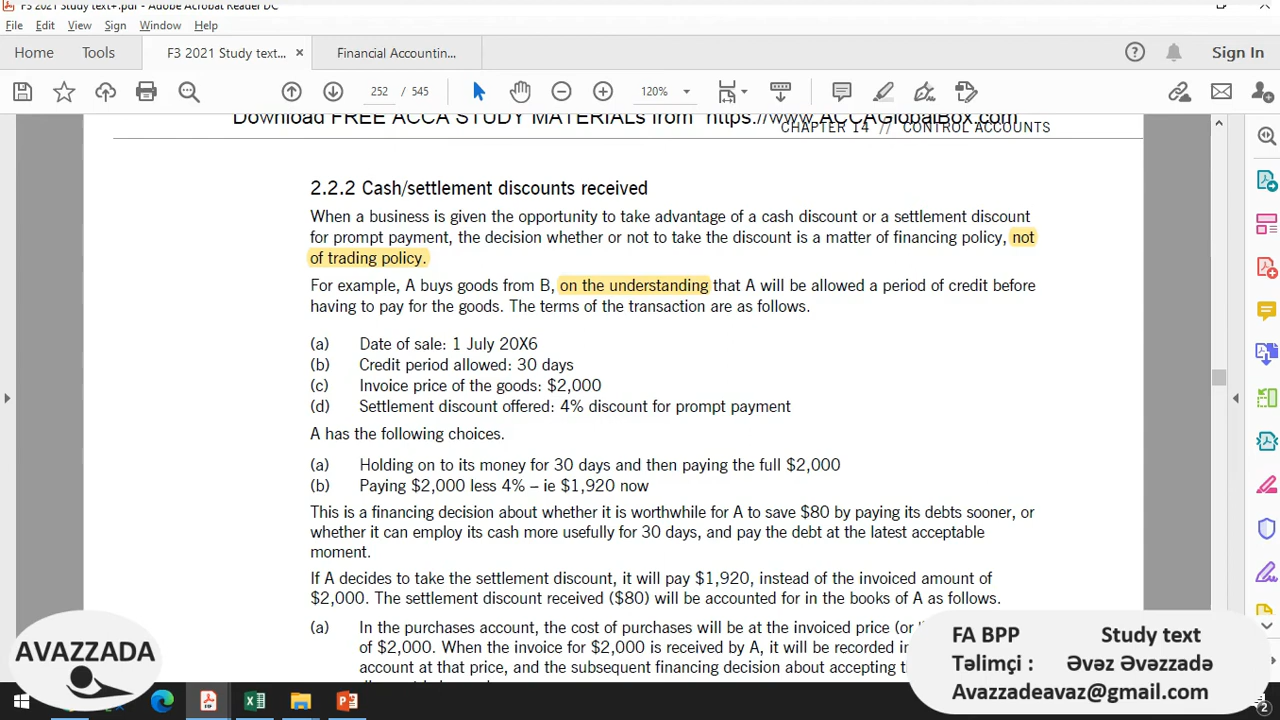 F3 2021 Study text+.pdf - Adobe Acrobat Reader DC
File Edit View Sign Window Help
Home Tools F3 2021 Study text... × Financial Accountin... Sign In
252 / 545 120%
Download FREE ACCA STUDY MATERIALs from https://www.ACCAGlobalBox.com
CHAPTER 14 // CONTROL ACCOUNTS
2.2.2 Cash/settlement discounts received
When a business is given the opportunity to take advantage of a cash discount or a settlement discount
for prompt payment, the decision whether or not to take the discount is a matter of financing policy, not
of trading policy.
For example, A buys goods from B, on the understanding that A will be allowed a period of credit before
having to pay for the goods. The terms of the transaction are as follows.
(a) Date of sale: 1 July 20X6
(b) Credit period allowed: 30 days
(c) Invoice price of the goods: $2,000
(d) Settlement discount offered: 4% discount for prompt payment
A has the following choices.
(a) Holding on to its money for 30 days and then paying the full $2,000
(b) Paying $2,000 less 4% – ie $1,920 now
This is a financing decision about whether it is worthwhile for A to save $80 by paying its debts sooner, or
whether it can employ its cash more usefully for 30 days, and pay the debt at the latest acceptable
moment.
If A decides to take the settlement discount, it will pay $1,920, instead of the invoiced amount of
$2,000. The settlement discount received ($80) will be accounted for in the books of A as follows.
(a) In the purchases account, the cost of purchases will be at the invoiced price (or
of $2,000. When the invoice for $2,000 is received by A, it will be recorded in
account at that price, and the subsequent financing decision about accepting
AVAZZADA
FA BPP Study text
Təlimçi : Əvəz Əvəzzadə
Avazzadeavaz@gmail.com
2